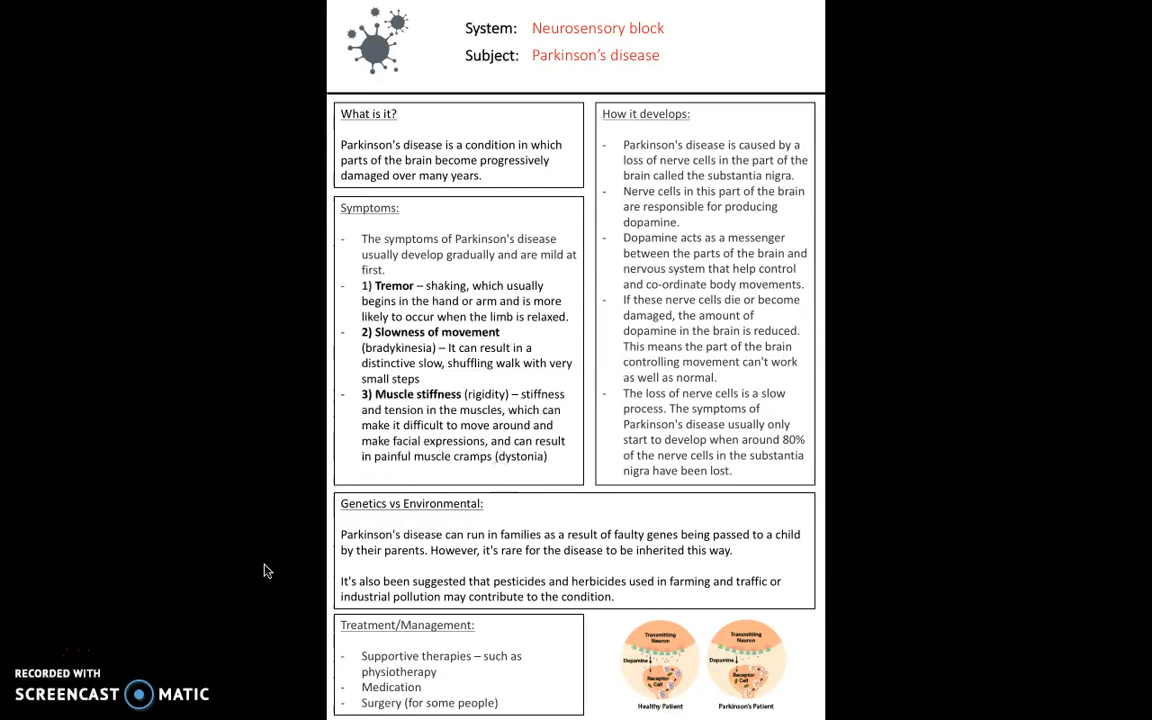 System: Neurosensory block
Subject: Parkinson's disease
What is it?
Parkinson's disease is a condition in which
parts of the brain become progressively
damaged over many years.
Symptoms:
- The symptoms of Parkinson's disease
usually develop gradually and are mild at
first.
- 1) Tremor – shaking, which usually
begins in the hand or arm and is more
likely to occur when the limb is relaxed.
- 2) Slowness of movement
(bradykinesia) – It can result in a
distinctive slow, shuffling walk with very
small steps
- 3) Muscle stiffness (rigidity) – stiffness
and tension in the muscles, which can
make it difficult to move around and
make facial expressions, and can result
in painful muscle cramps (dystonia)
How it develops:
- Parkinson's disease is caused by a
loss of nerve cells in the part of the
brain called the substantia nigra.
- Nerve cells in this part of the brain
are responsible for producing
dopamine.
- Dopamine acts as a messenger
between the parts of the brain and
nervous system that help control
and co-ordinate body movements.
- If these nerve cells die or become
damaged, the amount of
dopamine in the brain is reduced.
This means the part of the brain
controlling movement can't work
as well as normal.
- The loss of nerve cells is a slow
process. The symptoms of
Parkinson's disease usually only
start to develop when around 80%
of the nerve cells in the substantia
nigra have been lost.
Genetics vs Environmental:
Parkinson's disease can run in families as a result of faulty genes being passed to a child
by their parents. However, it's rare for the disease to be inherited this way.
It's also been suggested that pesticides and herbicides used in farming and traffic or
industrial pollution may contribute to the condition.
Treatment/Management:
- Supportive therapies – such as
physiotherapy
- Medication
- Surgery (for some people)
Transmitting
Neuron
Dopamine
Receptor
Cell
Healthy Patient
Transmitting
Neuron
Dopamine
Receptor
Cell
Parkinson's Patient
RECORDED WITH
SCREENCAST MATIC